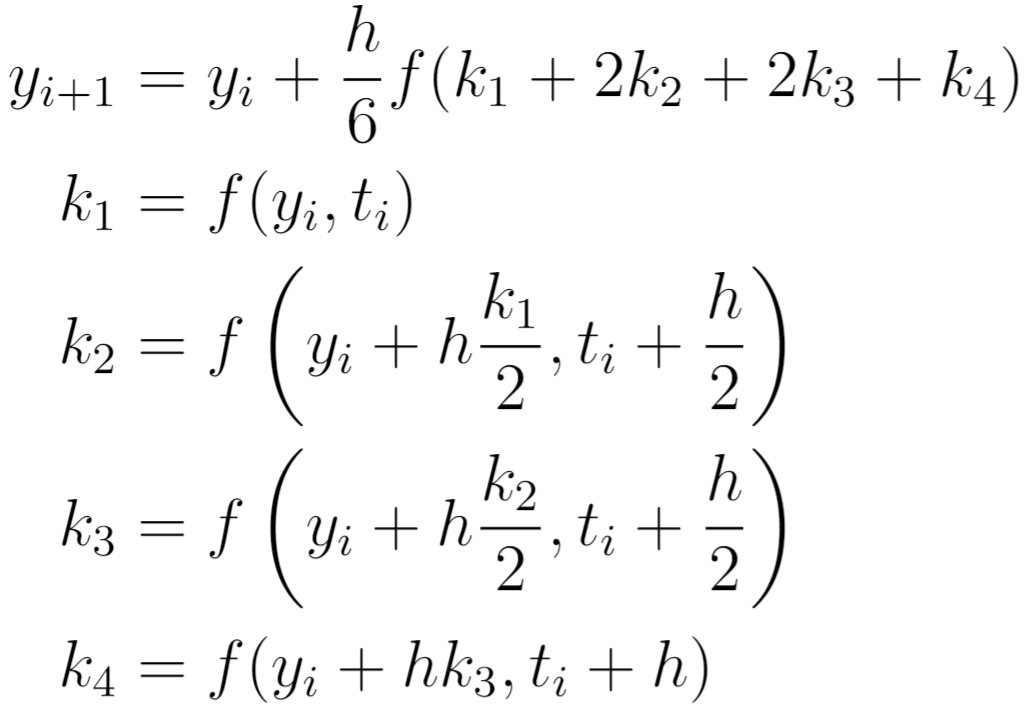 y_{i+1} = y_i + \frac{h}{6} f(k_1 + 2k_2 + 2k_3 + k_4)
k_1 = f(y_i, t_i)
k_2 = f\left(y_i + h\frac{k_1}{2}, t_i + \frac{h}{2}\right)
k_3 = f\left(y_i + h\frac{k_2}{2}, t_i + \frac{h}{2}\right)
k_4 = f(y_i + hk_3, t_i + h)